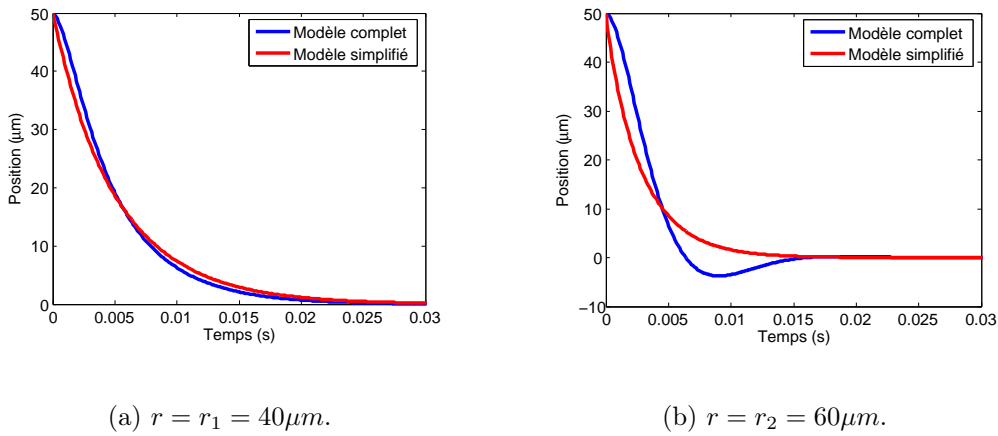 50
40
30
20
10
0
Position (µm)
0 0.005 0.01 0.015 0.02 0.025 0.03
Temps (s)
Modèle complet
Modèle simplifié
(a) r = r₁ = 40µm.
50
40
30
20
10
0
−10
Position (µm)
0 0.005 0.01 0.015 0.02 0.025 0.03
Temps (s)
Modèle complet
Modèle simplifié
(b) r = r₂ = 60µm.